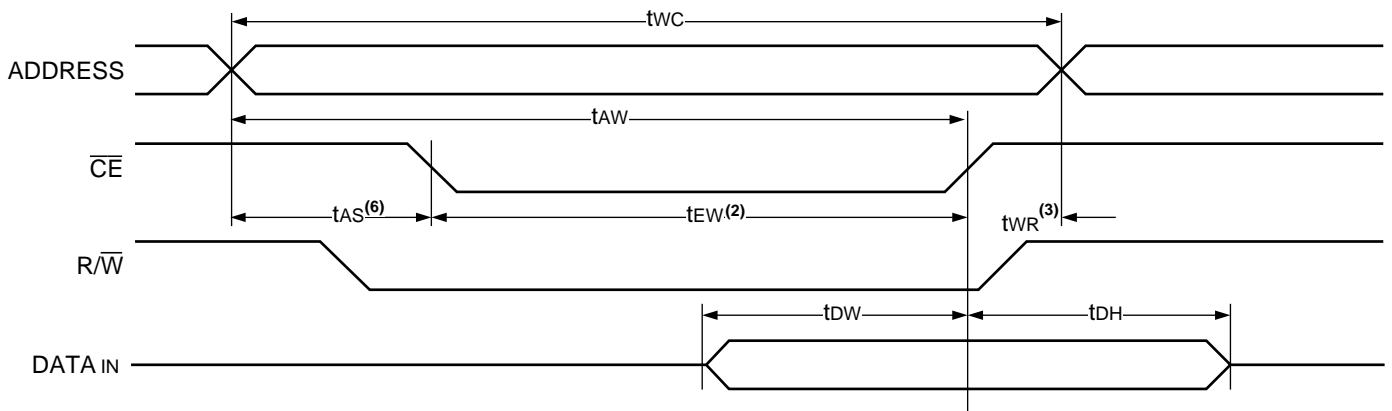 tWC
ADDRESS
tAW
CE
tAS(6)
tEW(2)
tWR(3)
R/W
tDW
tDH
DATA IN